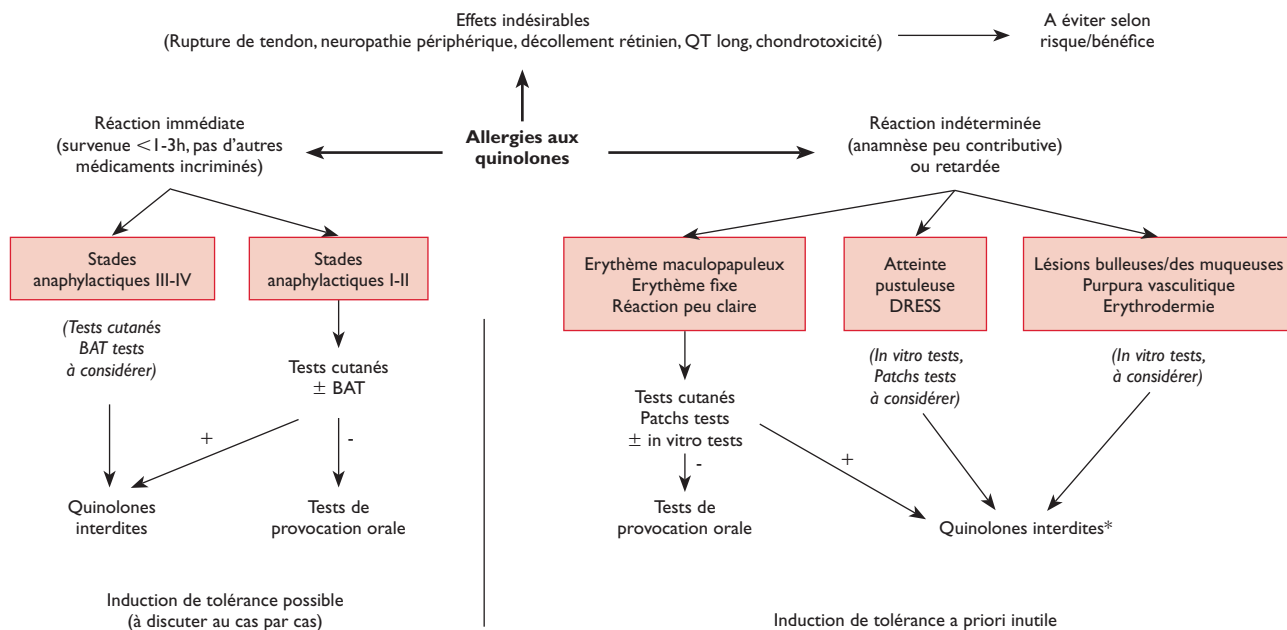 Effets indésirables
(Rupture de tendon, neuropathie périphérique, décollement rétinien, QT long, chondrotoxicité)
A éviter selon
risque/bénéfice
Réaction immédiate
(survenue <1-3h, pas d'autres
médicaments incriminés)
Allergies aux
quinolones
Réaction indéterminée
(anamnèse peu contributive)
ou retardée
Stades
anaphylactiques III-IV
Stades
anaphylactiques I-II
Erythème maculopapuleux
Erythème fixe
Réaction peu claire
Atteinte
pustuleuse
DRESS
Lésions bulleuses/des muqueuses
Purpura vasculitique
Erythrodermie
(Tests cutanés
BAT tests
à considérer)
Tests cutanés
± BAT
Tests cutanés
Patchs tests
± in vitro tests
(In vitro tests,
Patchs tests
à considérer)
(In vitro tests,
à considérer)
+
-
-
+
Quinolones
interdites
Tests de
provocation orale
Tests de
provocation orale
Quinolones interdites*
Induction de tolérance possible
(à discuter au cas par cas)
Induction de tolérance a priori inutile